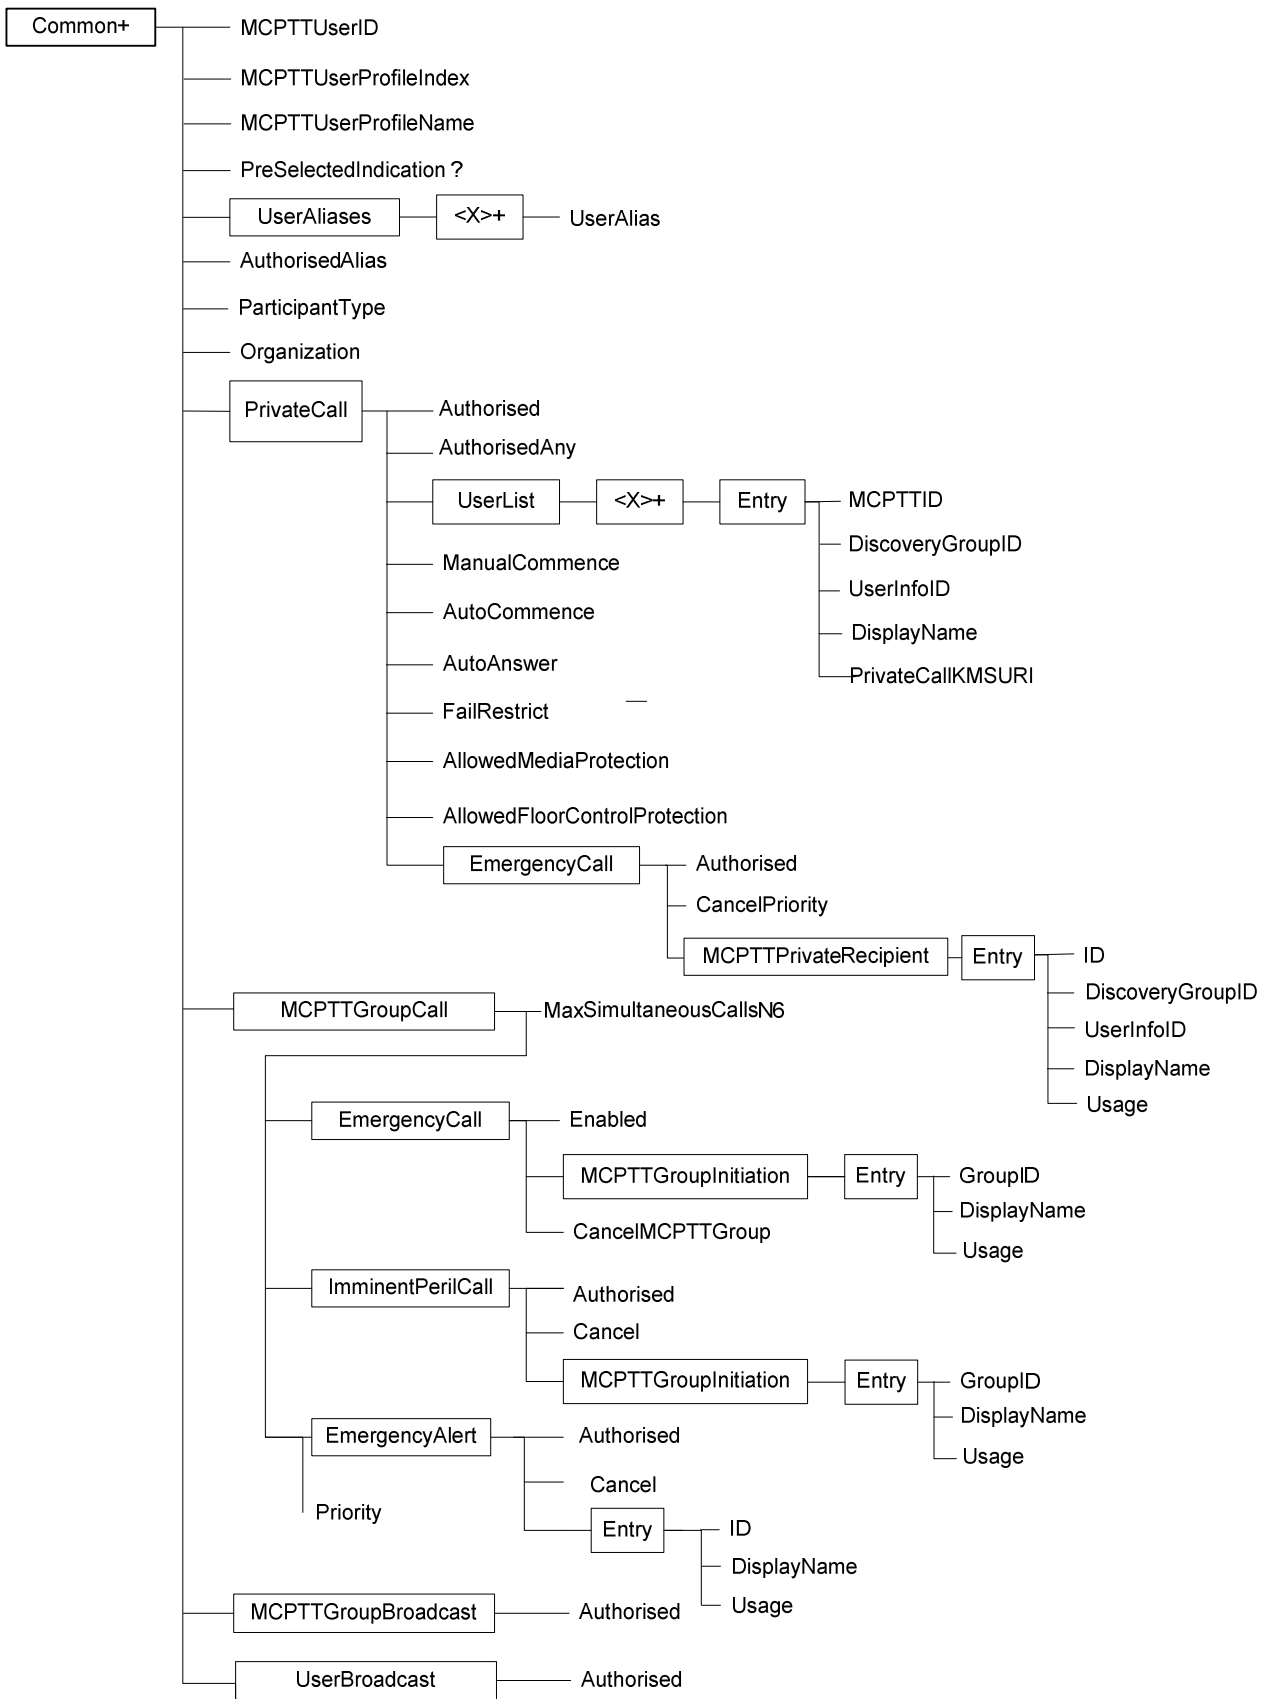 Common+
MCPTTUserID
MCPTTUserProfileIndex
MCPTTUserProfileName
PreSelectedIndication ?
UserAliases
<X>+
UserAlias
AuthorisedAlias
ParticipantType
Organization
PrivateCall
Authorised
AuthorisedAny
UserList
<X>+
Entry
MCPTTID
DiscoveryGroupID
UserInfoID
DisplayName
PrivateCallKMSURI
ManualCommence
AutoCommence
AutoAnswer
FailRestrict
AllowedMediaProtection
AllowedFloorControlProtection
EmergencyCall
Authorised
CancelPriority
MCPTTPrivateRecipient
Entry
ID
DiscoveryGroupID
UserInfoID
DisplayName
Usage
MCPTTGroupCall
MaxSimultaneousCallsN6
EmergencyCall
Enabled
MCPTTGroupInitiation
Entry
GroupID
DisplayName
Usage
CancelMCPTTGroup
ImminentPerilCall
Authorised
Cancel
MCPTTGroupInitiation
Entry
GroupID
DisplayName
Usage
EmergencyAlert
Authorised
Cancel
Entry
ID
DisplayName
Usage
Priority
MCPTTGroupBroadcast
Authorised
UserBroadcast
Authorised